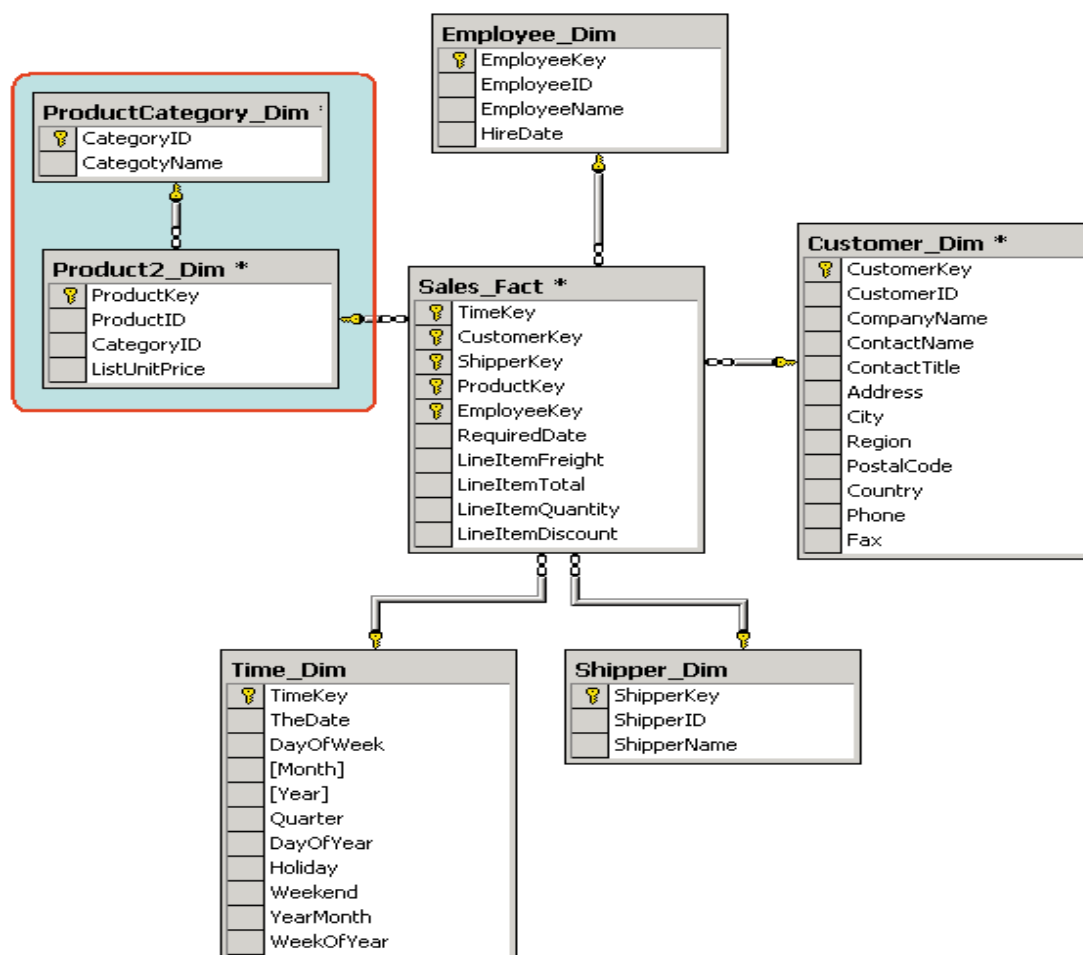 Employee_Dim
EmployeeKey
EmployeeID
EmployeeName
HireDate
ProductCategory_Dim *
CategoryID
CategotyName
Product2_Dim *
ProductKey
ProductID
CategoryID
ListUnitPrice
Sales_Fact *
TimeKey
CustomerKey
ShipperKey
ProductKey
EmployeeKey
RequiredDate
LineItemFreight
LineItemTotal
LineItemQuantity
LineItemDiscount
Customer_Dim *
CustomerKey
CustomerID
CompanyName
ContactName
ContactTitle
Address
City
Region
PostalCode
Country
Phone
Fax
Time_Dim
TimeKey
TheDate
DayOfWeek
[Month]
[Year]
Quarter
DayOfYear
Holiday
Weekend
YearMonth
WeekOfYear
Shipper_Dim
ShipperKey
ShipperID
ShipperName